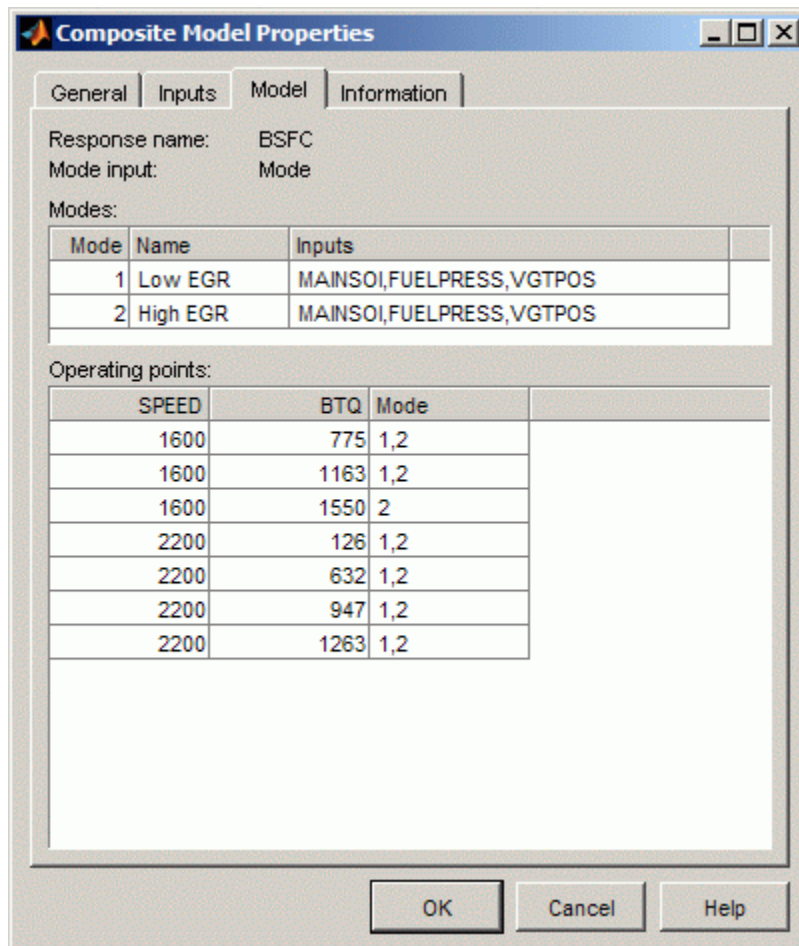 Composite Model Properties
General Inputs Model Information
Response name: BSFC
Mode input: Mode
Modes:
Mode Name Inputs
1 Low EGR MAINSOI,FUELPRESS,VGTPOS
2 High EGR MAINSOI,FUELPRESS,VGTPOS
Operating points:
SPEED BTQ Mode
1600 775 1,2
1600 1163 1,2
1600 1550 2
2200 126 1,2
2200 632 1,2
2200 947 1,2
2200 1263 1,2
OK Cancel Help